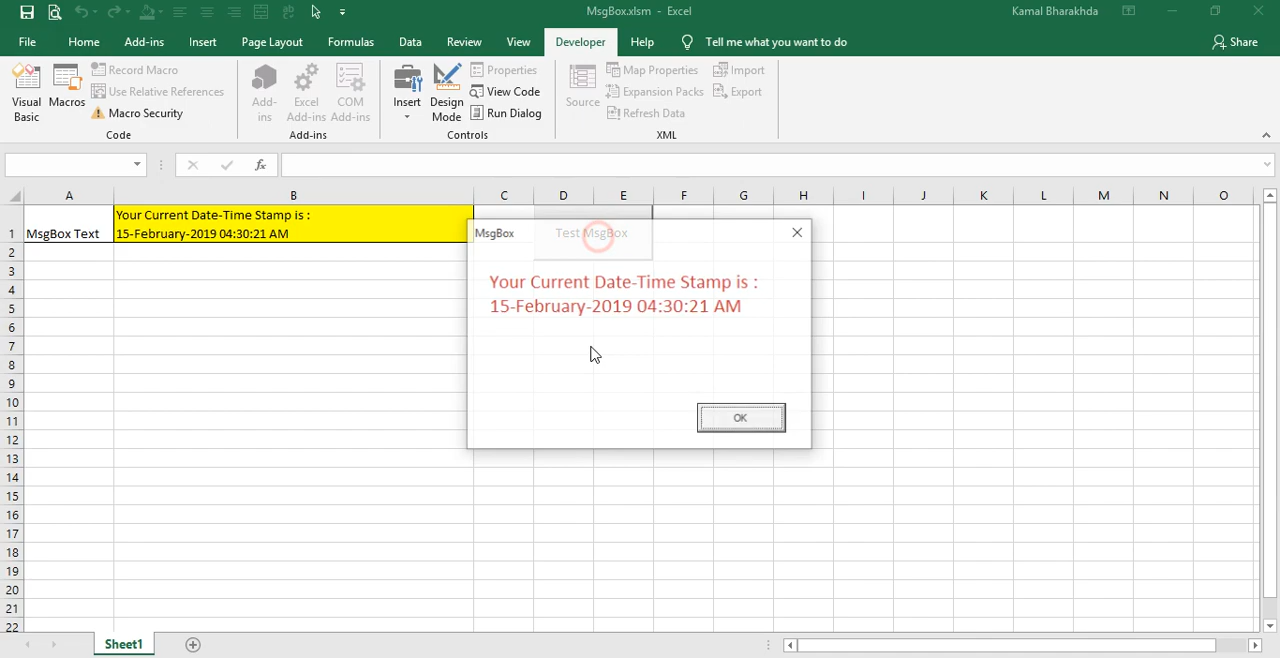 MsgBox.xlsm - Excel
Kamal Bharakhda
File Home Add-ins Insert Page Layout Formulas Data Review View Developer Help Tell me what you want to do Share
Visual Basic
Macros
Record Macro
Use Relative References
Macro Security
Code
Add-ins
Excel Add-ins
COM Add-ins
Add-ins
Insert
Design Mode
Properties
View Code
Run Dialog
Controls
Source
Map Properties
Expansion Packs
Refresh Data
Import
Export
XML
fx
A B C D E F G H I J K L M N O
1 MsgBox Text
Your Current Date-Time Stamp is :
15-February-2019 04:30:21 AM
Test MsgBox
MsgBox
Your Current Date-Time Stamp is :
15-February-2019 04:30:21 AM
OK
2
3
4
5
6
7
8
9
10
11
12
13
14
15
16
17
18
19
20
21
22
Sheet1